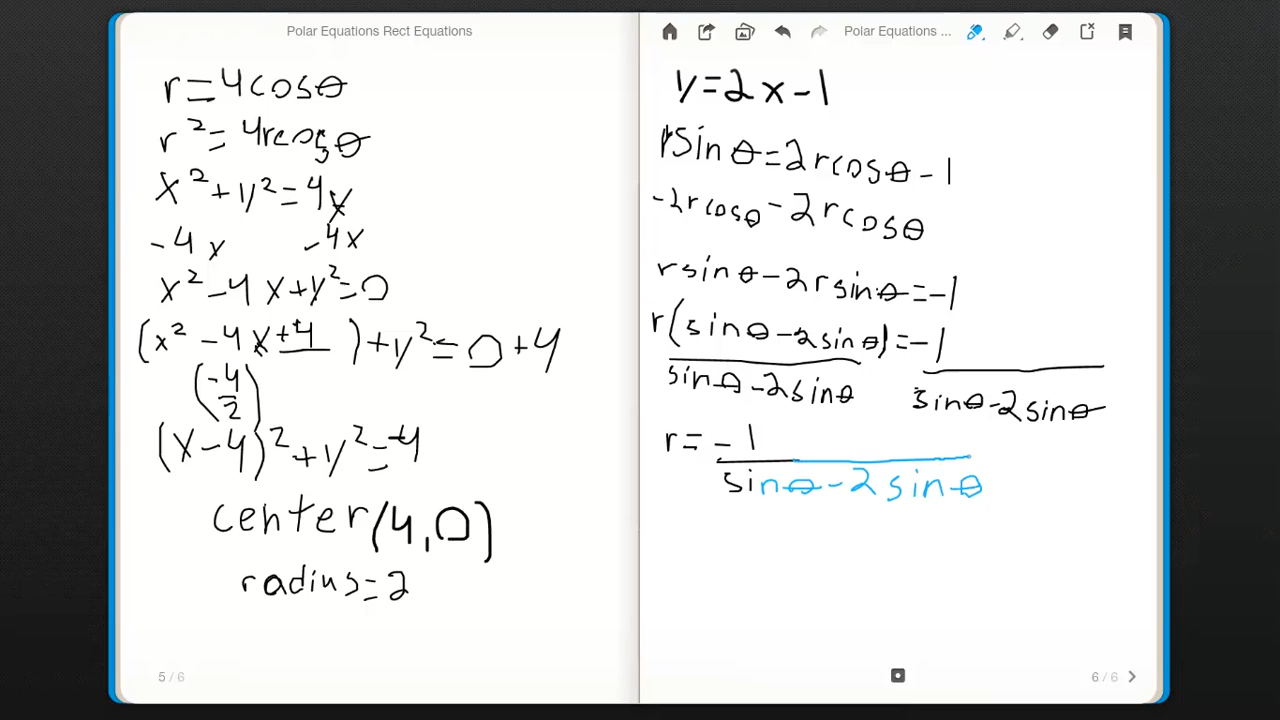 Polar Equations Rect Equations
r=4cosθ
r²=4rcosθ
x²+y²=4x
-4x -4x
x²-4x+y²=0
(x²-4x+4)+y²=0+4
(-4/2)
(x-4)²+y²=4
center(4,0)
radius=2
5 / 6
Polar Equations ...
y=2x-1
rsinθ=2rcosθ-1
-2rcosθ -2rcosθ
rsinθ-2rsinθ=-1
r(sinθ-2sinθ)=-1
sinθ-2sinθ sinθ-2sinθ
r=-1
sinθ-2sinθ
6 / 6